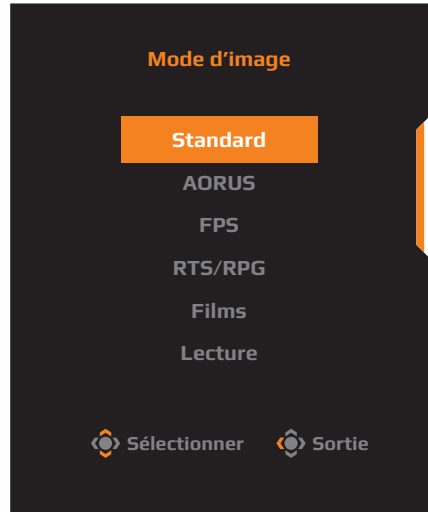 Mode d’image
Standard
AORUS
FPS
RTS/RPG
Films
Lecture
Sélectionner Sortie